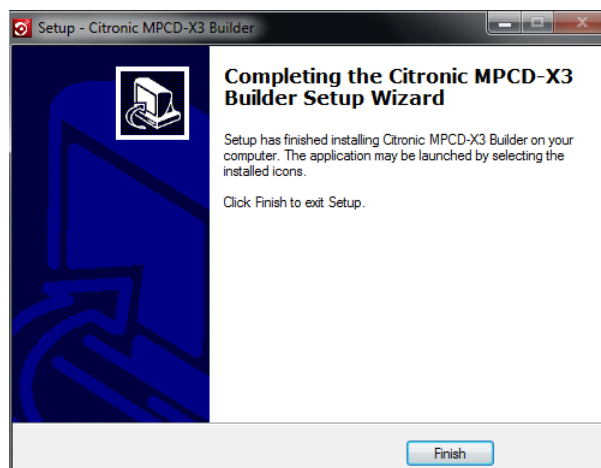 Setup - Citronic MPCD-X3 Builder
Completing the Citronic MPCD-X3
Builder Setup Wizard
Setup has finished installing Citronic MPCD-X3 Builder on your
computer. The application may be launched by selecting the
installed icons.
Click Finish to exit Setup.
Finish